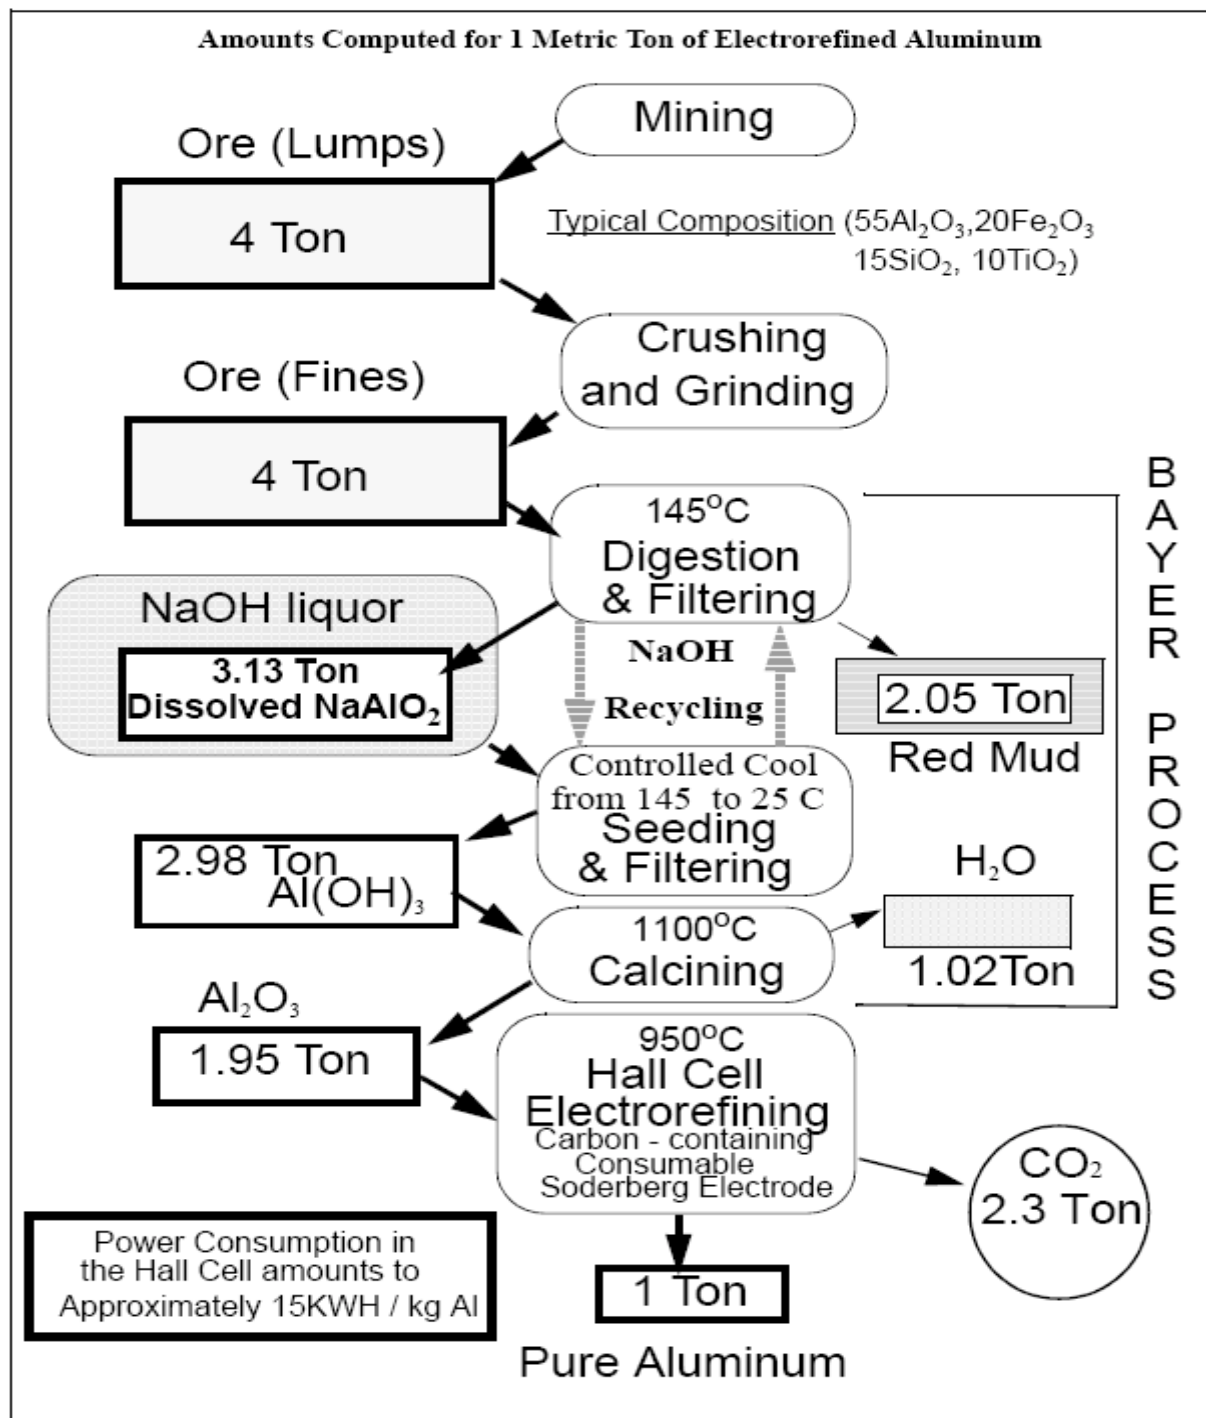 Amounts Computed for 1 Metric Ton of Electrorefined Aluminum
Mining
Ore (Lumps)
4 Ton
Typical Composition (55Al₂O₃,20Fe₂O₃
15SiO₂, 10TiO₂)
Crushing
and Grinding
Ore (Fines)
4 Ton
145°C
Digestion
& Filtering
NaOH liquor
3.13 Ton
Dissolved NaAlO₂
NaOH
Recycling
2.05 Ton
Red Mud
Controlled Cool
from 145 to 25 C
Seeding
& Filtering
2.98 Ton
Al(OH)₃
H₂O
1.02Ton
1100°C
Calcining
Al₂O₃
1.95 Ton
950°C
Hall Cell
Electrorefining
Carbon - containing
Consumable
Soderberg Electrode
CO₂
2.3 Ton
Power Consumption in
the Hall Cell amounts to
Approximately 15KWH / kg Al
1 Ton
Pure Aluminum
BAYER PROCESS